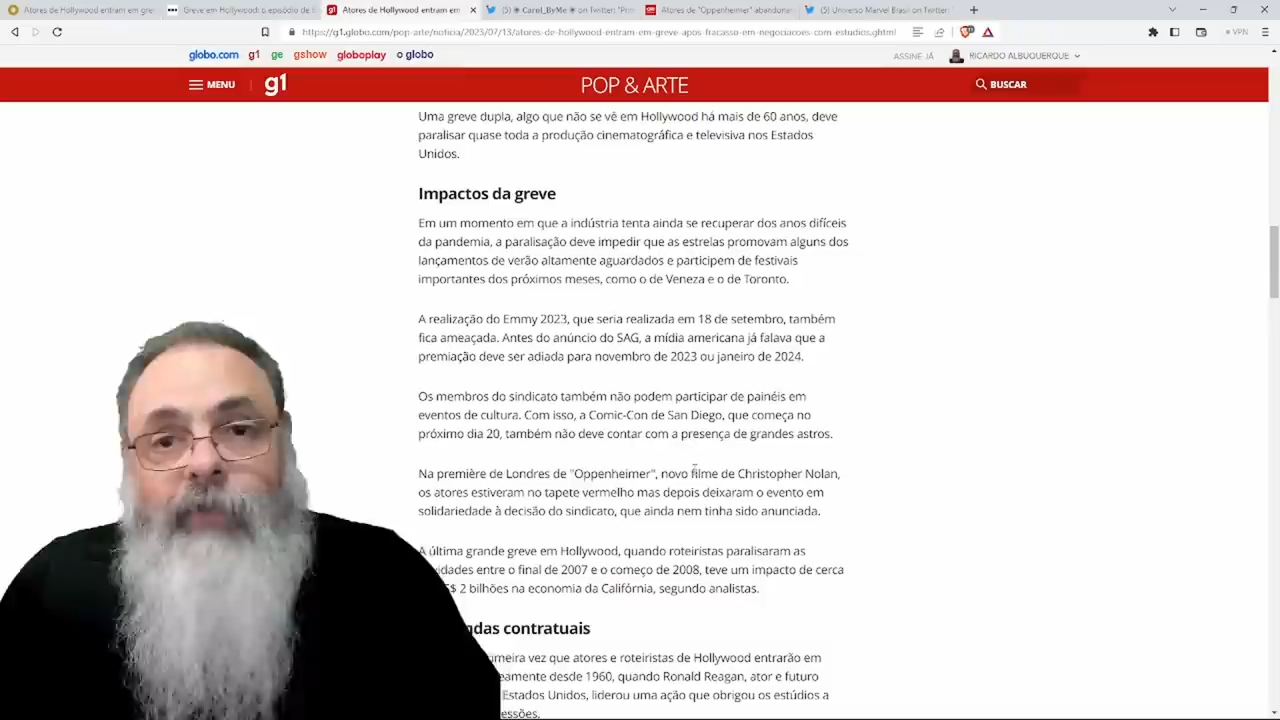 Atores de Hollywood entram em gre
Greve em Hollywood: o episódio de B
Atores de Hollywood entram em
(5) ☀ Carol_ByMe ☀ on Twitter: "Pri
Atores de "Oppenheimer" abandonar
(5) Universo Marvel Brasil on Twitter:
https://g1.globo.com/pop-arte/noticia/2023/07/13/atores-de-hollywood-entram-em-greve-apos-fracasso-em-negociacoes-com-estudios.ghtml
VPN
globo.com g1 ge gshow globoplay o globo
ASSINE JÁ RICARDO ALBUQUERQUE
MENU g1 POP & ARTE BUSCAR
Uma greve dupla, algo que não se vê em Hollywood há mais de 60 anos, deve
paralisar quase toda a produção cinematográfica e televisiva nos Estados
Unidos.
Impactos da greve
Em um momento em que a indústria tenta ainda se recuperar dos anos difíceis
da pandemia, a paralisação deve impedir que as estrelas promovam alguns dos
lançamentos de verão altamente aguardados e participem de festivais
importantes dos próximos meses, como o de Veneza e o de Toronto.
A realização do Emmy 2023, que seria realizada em 18 de setembro, também
fica ameaçada. Antes do anúncio do SAG, a mídia americana já falava que a
premiação deve ser adiada para novembro de 2023 ou janeiro de 2024.
Os membros do sindicato também não podem participar de painéis em
eventos de cultura. Com isso, a Comic-Con de San Diego, que começa no
próximo dia 20, também não deve contar com a presença de grandes astros.
Na première de Londres de "Oppenheimer", novo filme de Christopher Nolan,
os atores estiveram no tapete vermelho mas depois deixaram o evento em
solidariedade à decisão do sindicato, que ainda nem tinha sido anunciada.
A última grande greve em Hollywood, quando roteiristas paralisaram as
vidades entre o final de 2007 e o começo de 2008, teve um impacto de cerca
$ 2 bilhões na economia da Califórnia, segundo analistas.
ndas contratuais
imeira vez que atores e roteiristas de Hollywood entrarão em
eamente desde 1960, quando Ronald Reagan, ator e futuro
Estados Unidos, liderou uma ação que obrigou os estúdios a
essões.